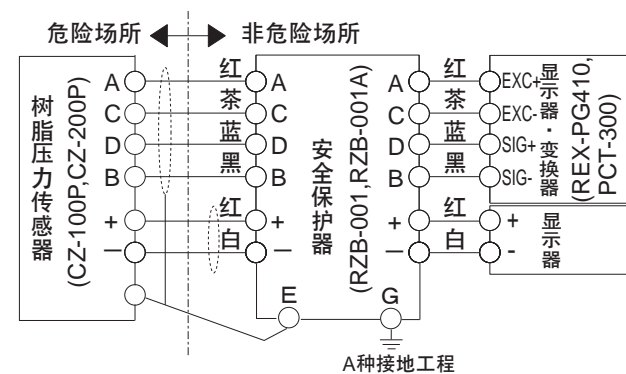 危险场所
非危险场所
树脂压力传感器
(CZ-100P,CZ-200P)
A
C
D
B
+
—
红
茶
蓝
黑
红
白
A
C
D
B
+
—
安全保护器
(RZB-001,RZB-001A)
A
C
D
B
+
—
E
G
A种接地工程
红
茶
蓝
黑
红
白
EXC+
EXC-
SIG+
SIG-
显示器・变换器
(REX-PG410,
PCT-300)
+
-
显示器